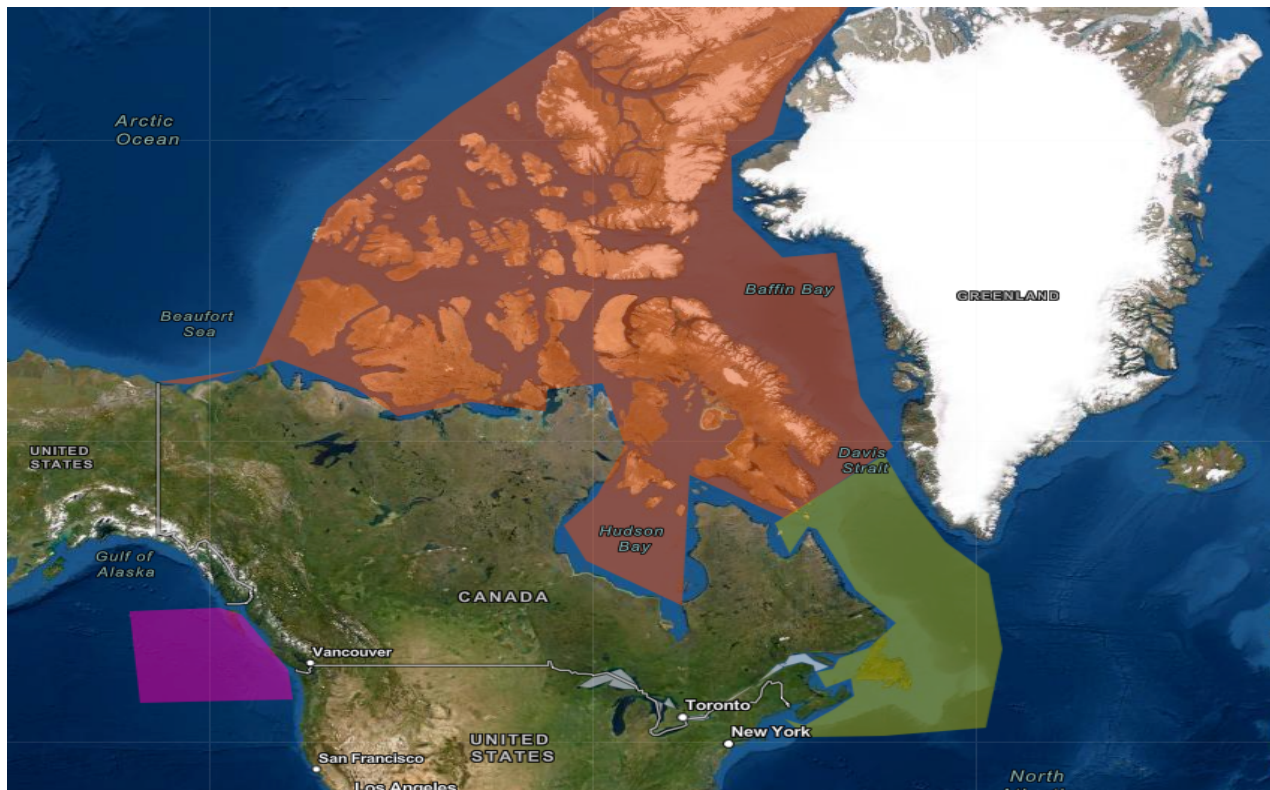 Arctic
Ocean
Beaufort
Sea
Baffin Bay
GREENLAND
UNITED
STATES
Davis
Strait
Gulf of
Alaska
Hudson
Bay
CANADA
Vancouver
Toronto
New York
UNITED
STATES
San Francisco
Los Angeles
North